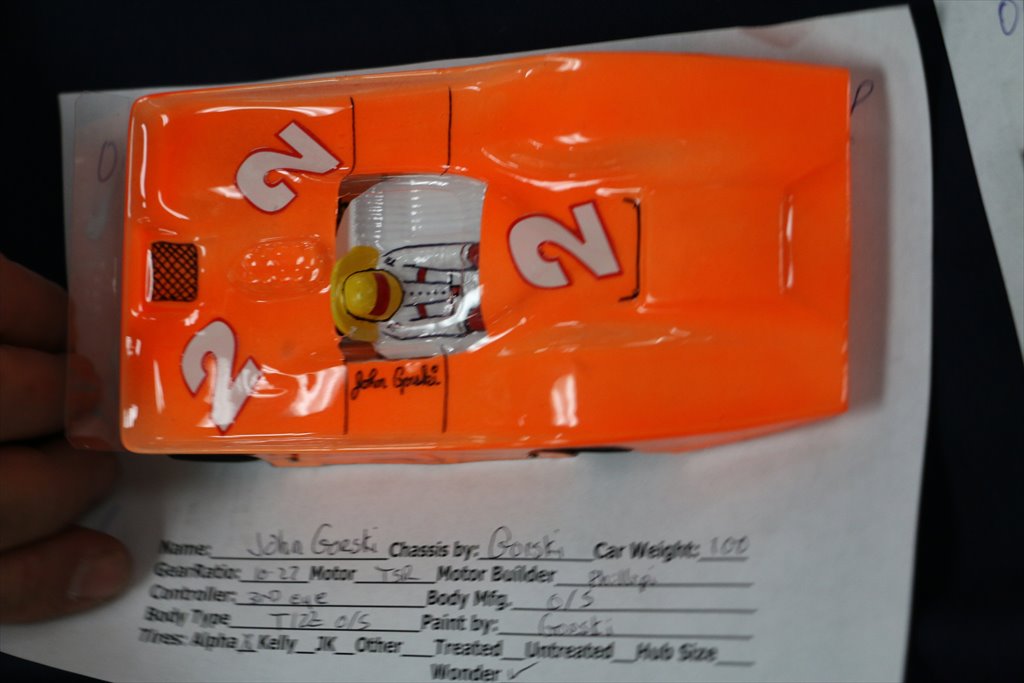 2
2
2
John Gorski
Name: John Gorski Chassis by: Gorski Car Weight: 100
Gear Ratio: 10-27 Motor TSR Motor Builder
Controller: 3rd eye Body Mfg. O/S
Body Type T122 O/S Paint by: Gorski
Tires: Alpha X Kelly JK Other Treated Untreated Hub Size
Wonder ✓
O
P
O